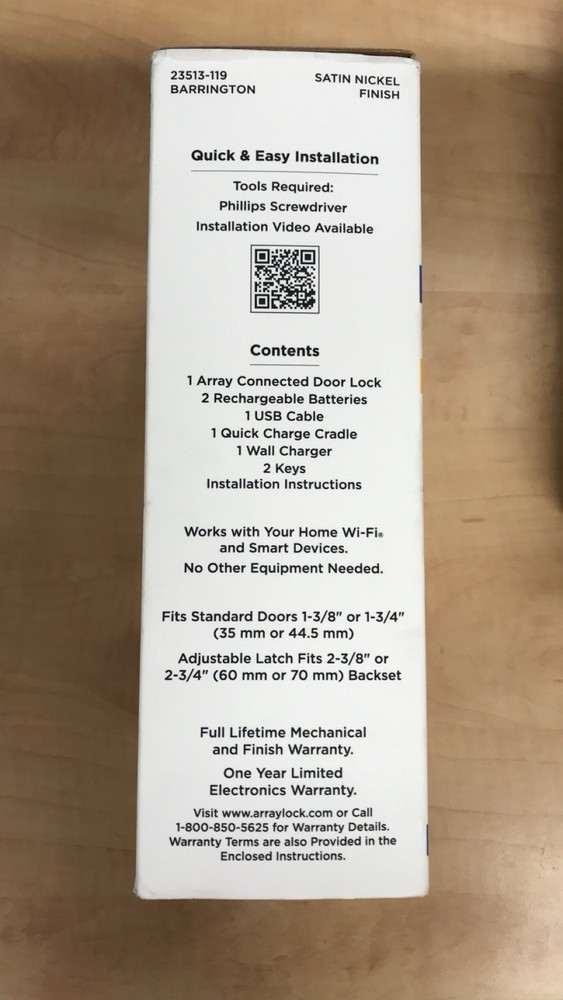 23513-119
BARRINGTON
SATIN NICKEL
FINISH
Quick & Easy Installation
Tools Required:
Phillips Screwdriver
Installation Video Available
Contents
1 Array Connected Door Lock
2 Rechargeable Batteries
1 USB Cable
1 Quick Charge Cradle
1 Wall Charger
2 Keys
Installation Instructions
Works with Your Home Wi-Fi®
and Smart Devices.
No Other Equipment Needed.
Fits Standard Doors 1-3/8" or 1-3/4"
(35 mm or 44.5 mm)
Adjustable Latch Fits 2-3/8" or
2-3/4" (60 mm or 70 mm) Backset
Full Lifetime Mechanical
and Finish Warranty.
One Year Limited
Electronics Warranty.
Visit www.arraylock.com or Call
1-800-850-5625 for Warranty Details.
Warranty Terms are also Provided in the
Enclosed Instructions.